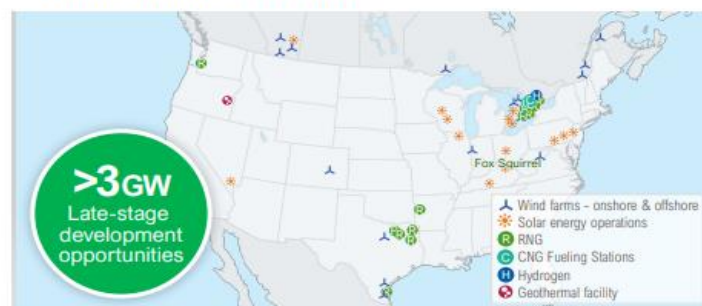 >3GW
Late-stage
development
opportunities
Fox Squirrel
R
R
R
C
H
Wind farms – onshore & offshore
Solar energy operations
R RNG
C CNG Fueling Stations
H Hydrogen
Geothermal facility